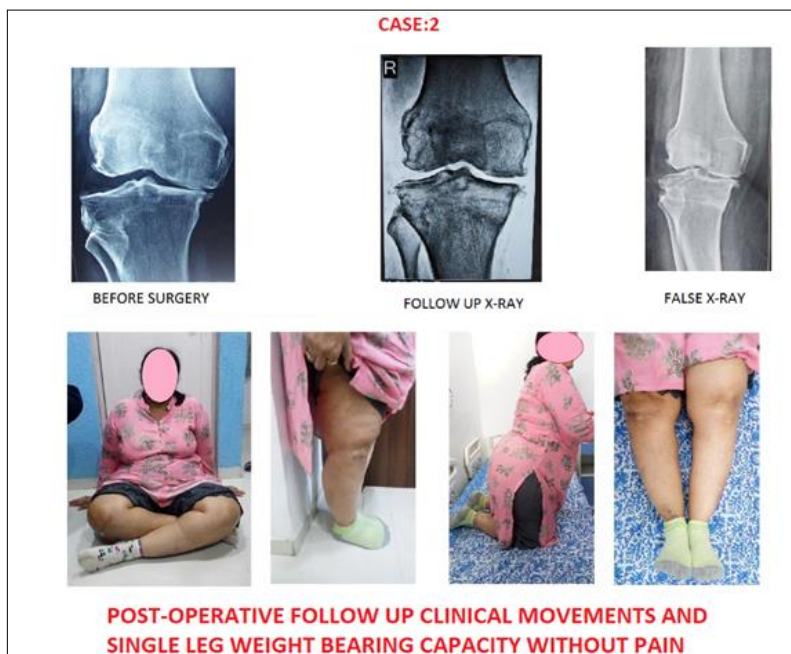 CASE:2
R
BEFORE SURGERY
FOLLOW UP X-RAY
FALSE X-RAY
POST-OPERATIVE FOLLOW UP CLINICAL MOVEMENTS AND
SINGLE LEG WEIGHT BEARING CAPACITY WITHOUT PAIN